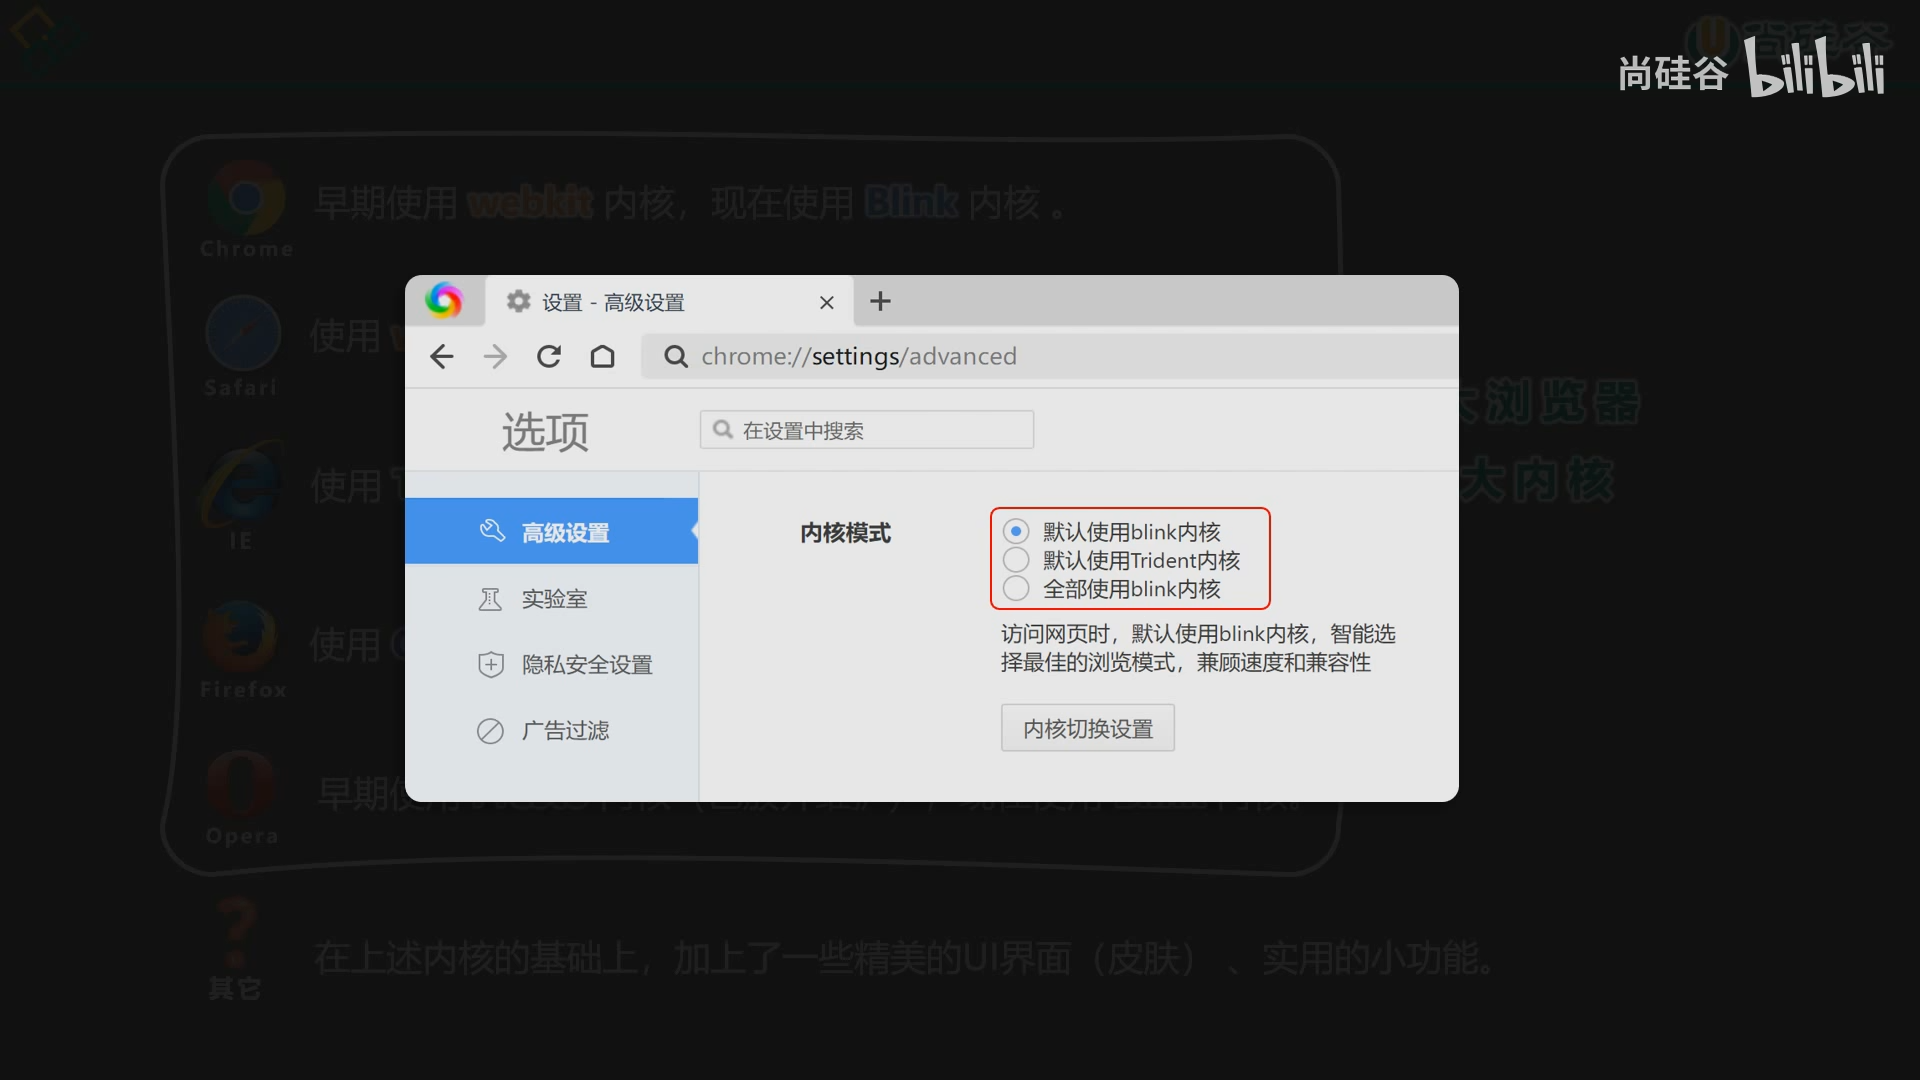 尚硅谷
尚硅谷 bilibili
早期使用 webkit 内核，现在使用 Blink 内核 。
Chrome
设置 - 高级设置
chrome://settings/advanced
使用
Safari
选项
在设置中搜索
大浏览器
使用
IE
大内核
高级设置
内核模式
默认使用blink内核
默认使用Trident内核
全部使用blink内核
实验室
访问网页时，默认使用blink内核，智能选
择最佳的浏览模式，兼顾速度和兼容性
使用
Firefox
隐私安全设置
广告过滤
内核切换设置
早期使用
Opera
在上述内核的基础上，加上了一些精美的UI界面（皮肤） 、实用的小功能。
其它